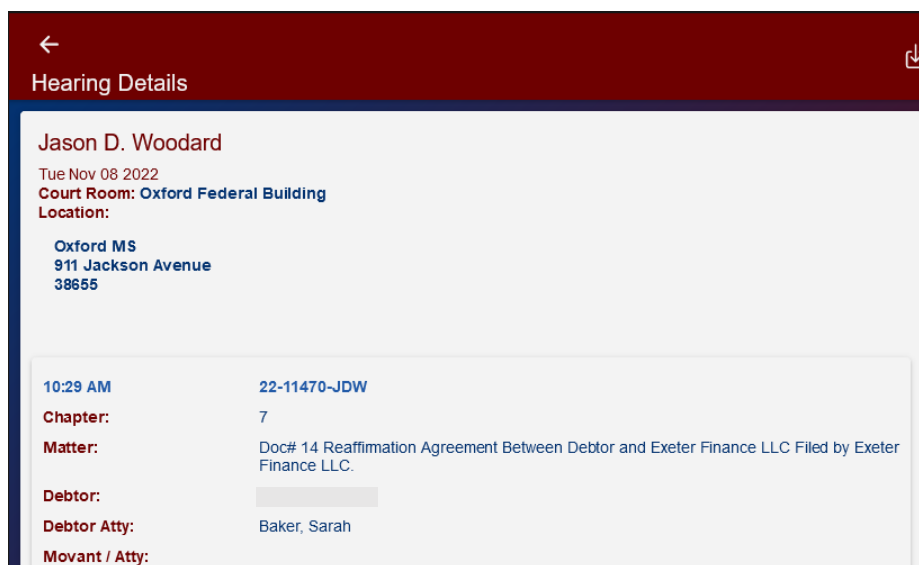 Hearing Details
Jason D. Woodard
Tue Nov 08 2022
Court Room: Oxford Federal Building
Location:
Oxford MS
911 Jackson Avenue
38655
10:29 AM 22-11470-JDW
Chapter: 7
Matter: Doc# 14 Reaffirmation Agreement Between Debtor and Exeter Finance LLC Filed by Exeter
Finance LLC.
Debtor:
Debtor Atty: Baker, Sarah
Movant / Atty: